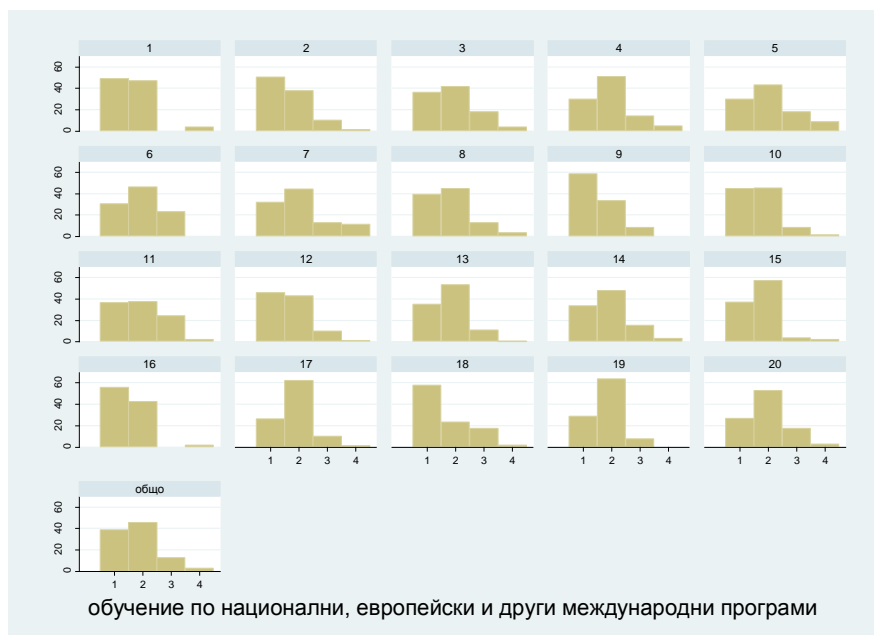 1 2 3 4 5
0 20 40 60
6 7 8 9 10
0 20 40 60
11 12 13 14 15
0 20 40 60
16 17 18 19 20
0 20 40 60
1 2 3 4 1 2 3 4 1 2 3 4 1 2 3 4
общо
0 20 40 60
1 2 3 4
обучение по национални, европейски и други международни програми